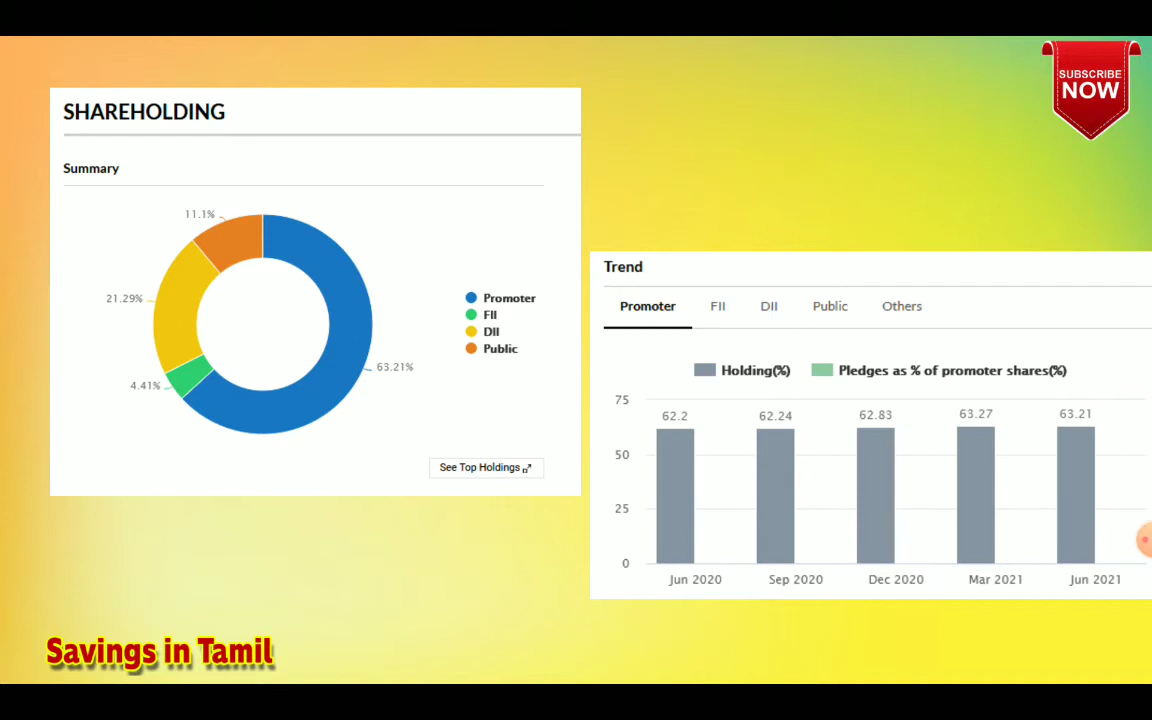 SUBSCRIBE
NOW
SHAREHOLDING
Summary
11.1%
21.29%
4.41%
63.21%
Promoter
FII
DII
Public
See Top Holdings
Trend
Promoter FII DII Public Others
Holding(%) Pledges as % of promoter shares(%)
75
50
25
0
62.2 62.24 62.83 63.27 63.21
Jun 2020 Sep 2020 Dec 2020 Mar 2021 Jun 2021
Savings in Tamil